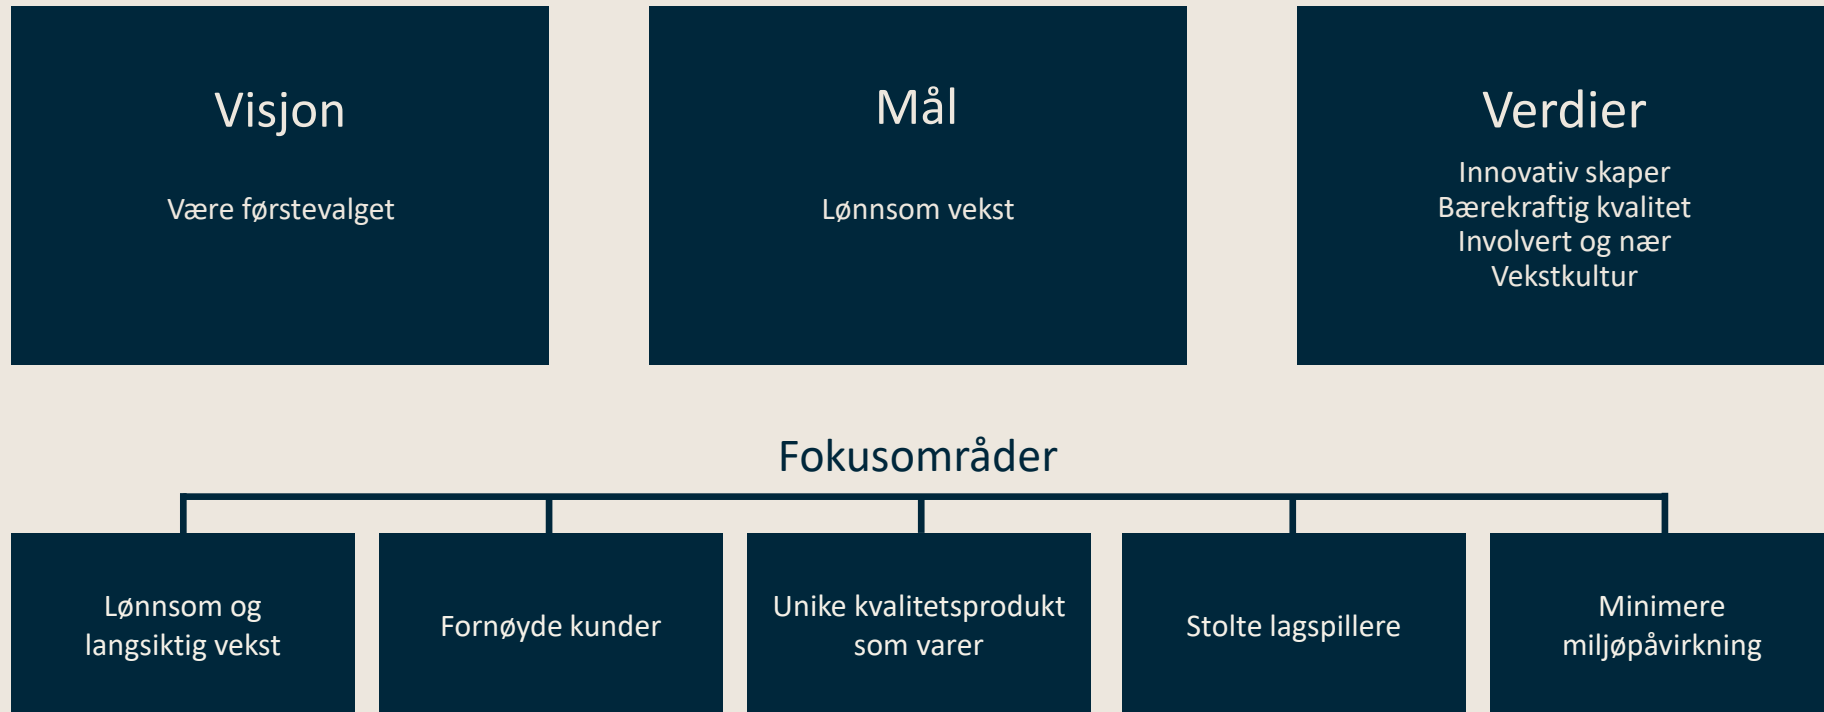 Visjon
Være førstevalget
Mål
Lønnsom vekst
Verdier
Innovativ skaper
Bærekraftig kvalitet
Involvert og nær
Vekstkultur
Fokusområder
Lønnsom og
langsiktig vekst
Fornøyde kunder
Unike kvalitetsprodukt
som varer
Stolte lagspillere
Minimere
miljøpåvirkning